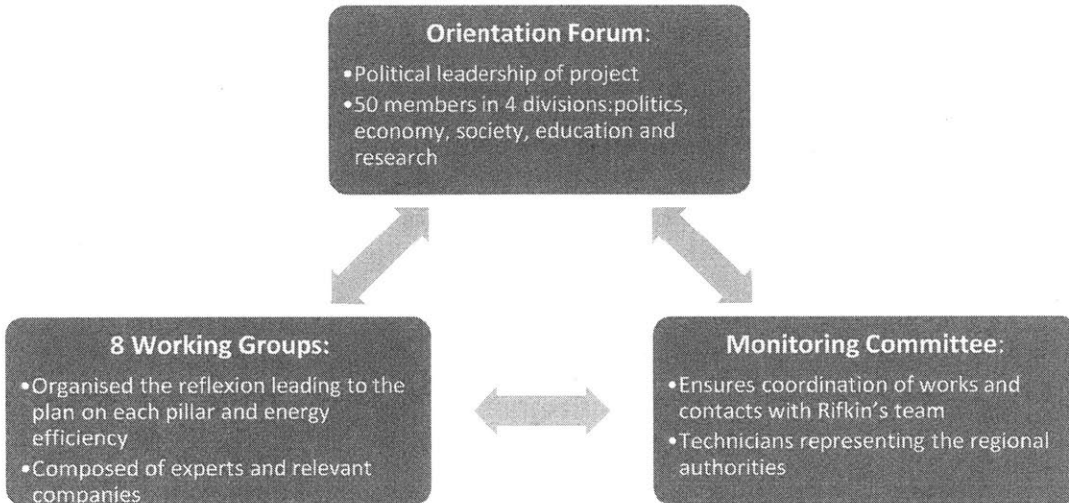 Orientation Forum:
•Political leadership of project
•50 members in 4 divisions:politics,
economy, society, education and
research
8 Working Groups:
•Organised the reflexion leading to the
plan on each pillar and energy
efficiency
•Composed of experts and relevant
companies
Monitoring Committee:
•Ensures coordination of works and
contacts with Rifkin's team
•Technicians representing the regional
authorities